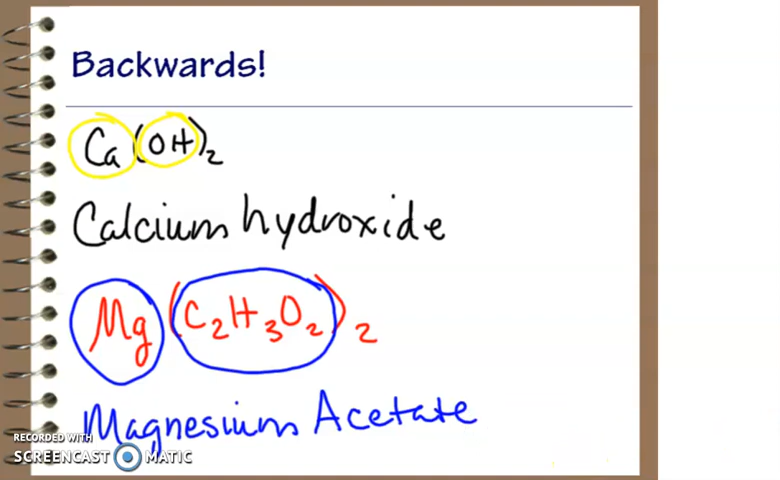 Backwards!
Ca(OH)₂
Calcium hydroxide
Mg(C₂H₃O₂)₂
Magnesium Acetate
RECORDED WITH
SCREENCAST MATIC